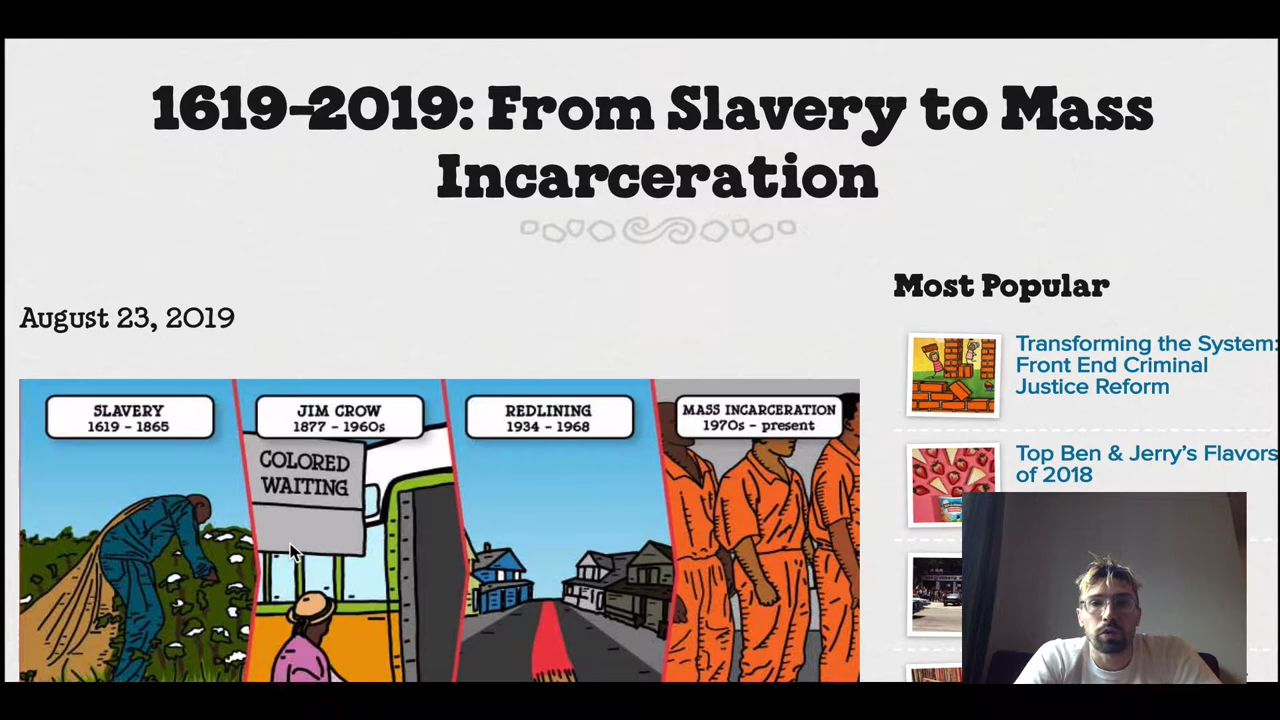 1619-2019: From Slavery to Mass
Incarceration
August 23, 2019
SLAVERY
1619 - 1865
JIM CROW
1877 - 1960s
REDLINING
1934 - 1968
MASS INCARCERATION
1970s - present
COLORED
WAITING
Most Popular
Transforming the System:
Front End Criminal
Justice Reform
Top Ben & Jerry’s Flavors
of 2018